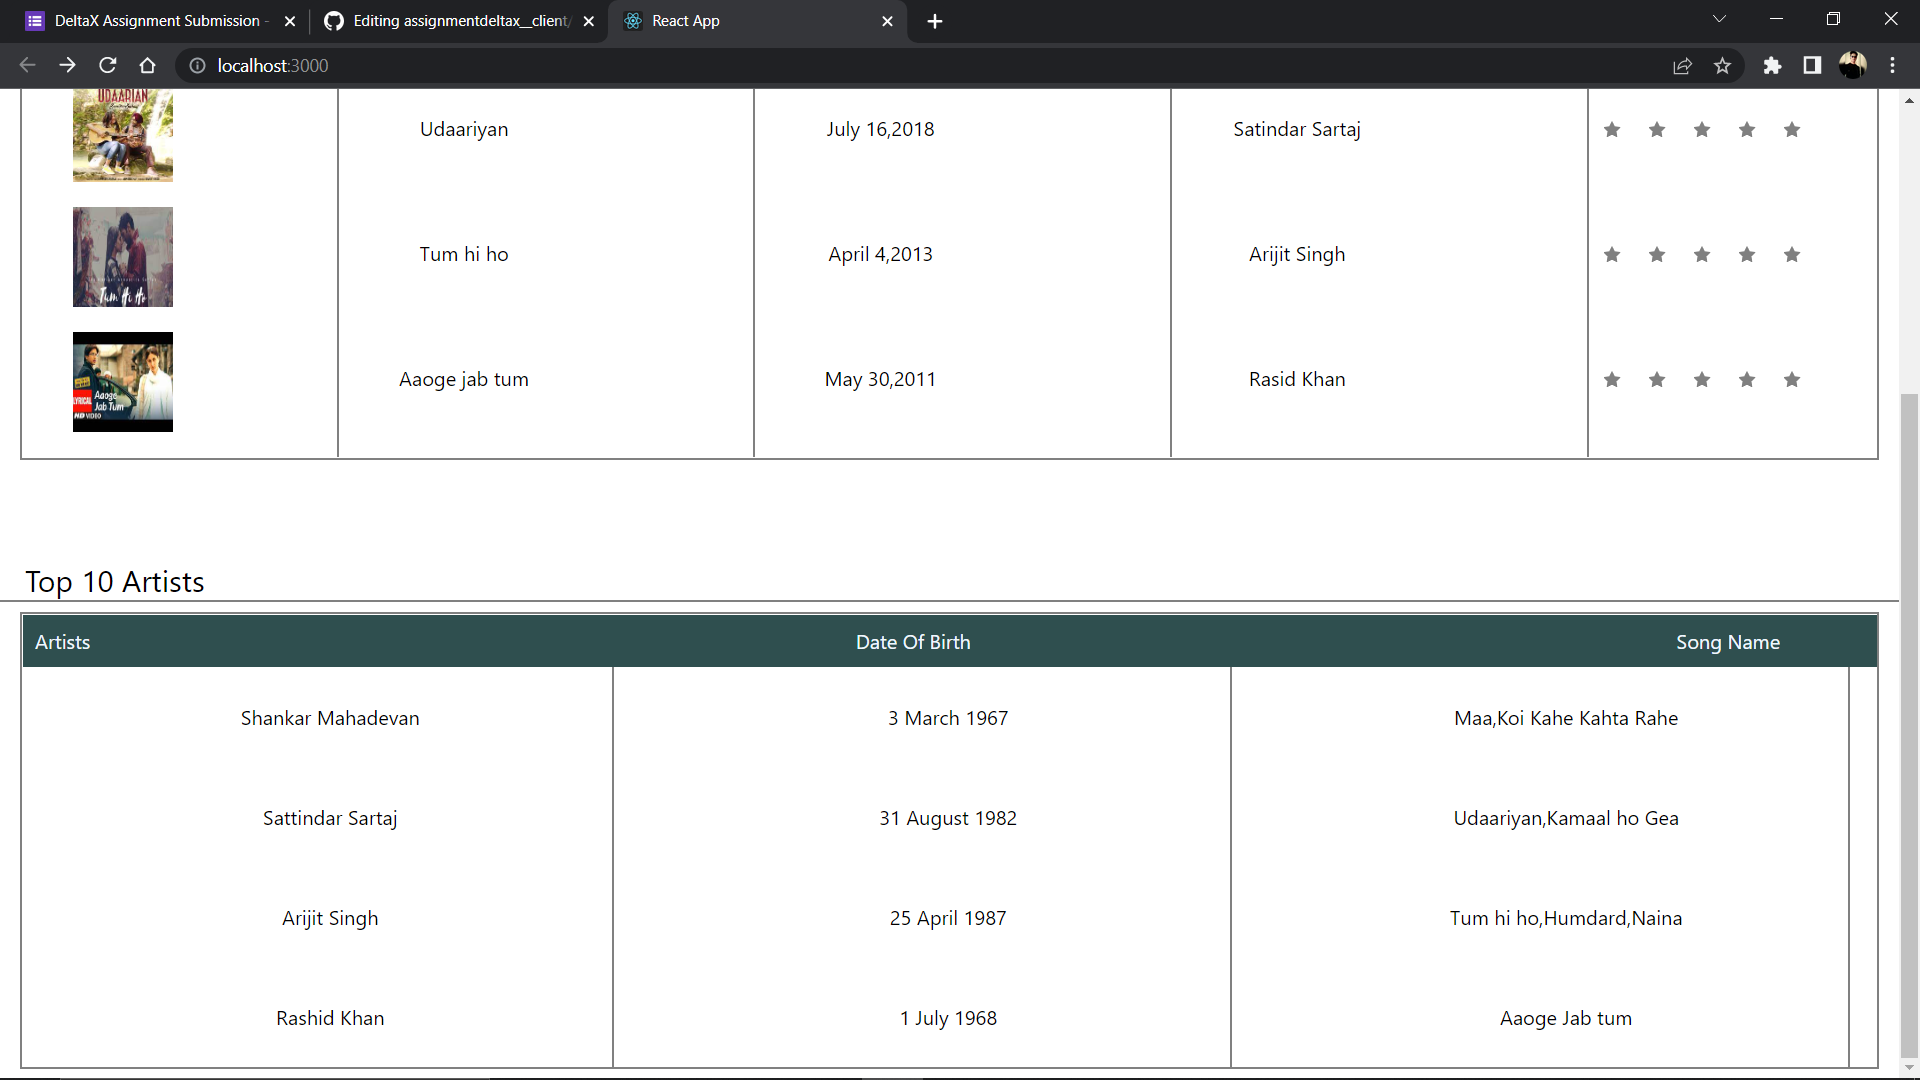 DeltaX Assignment Submission -
Editing assignmentdeltax__client/
React App
localhost:3000
UDAARIAN
Udaariyan July 16,2018 Satindar Sartaj
Tum Hi Ho
Tum hi ho April 4,2013 Arijit Singh
LYRICAL
Aaoge
Jab Tum
HD VIDEO
Aaoge jab tum May 30,2011 Rasid Khan
Top 10 Artists
Artists Date Of Birth Song Name
Shankar Mahadevan 3 March 1967 Maa,Koi Kahe Kahta Rahe
Sattindar Sartaj 31 August 1982 Udaariyan,Kamaal ho Gea
Arijit Singh 25 April 1987 Tum hi ho,Humdard,Naina
Rashid Khan 1 July 1968 Aaoge Jab tum